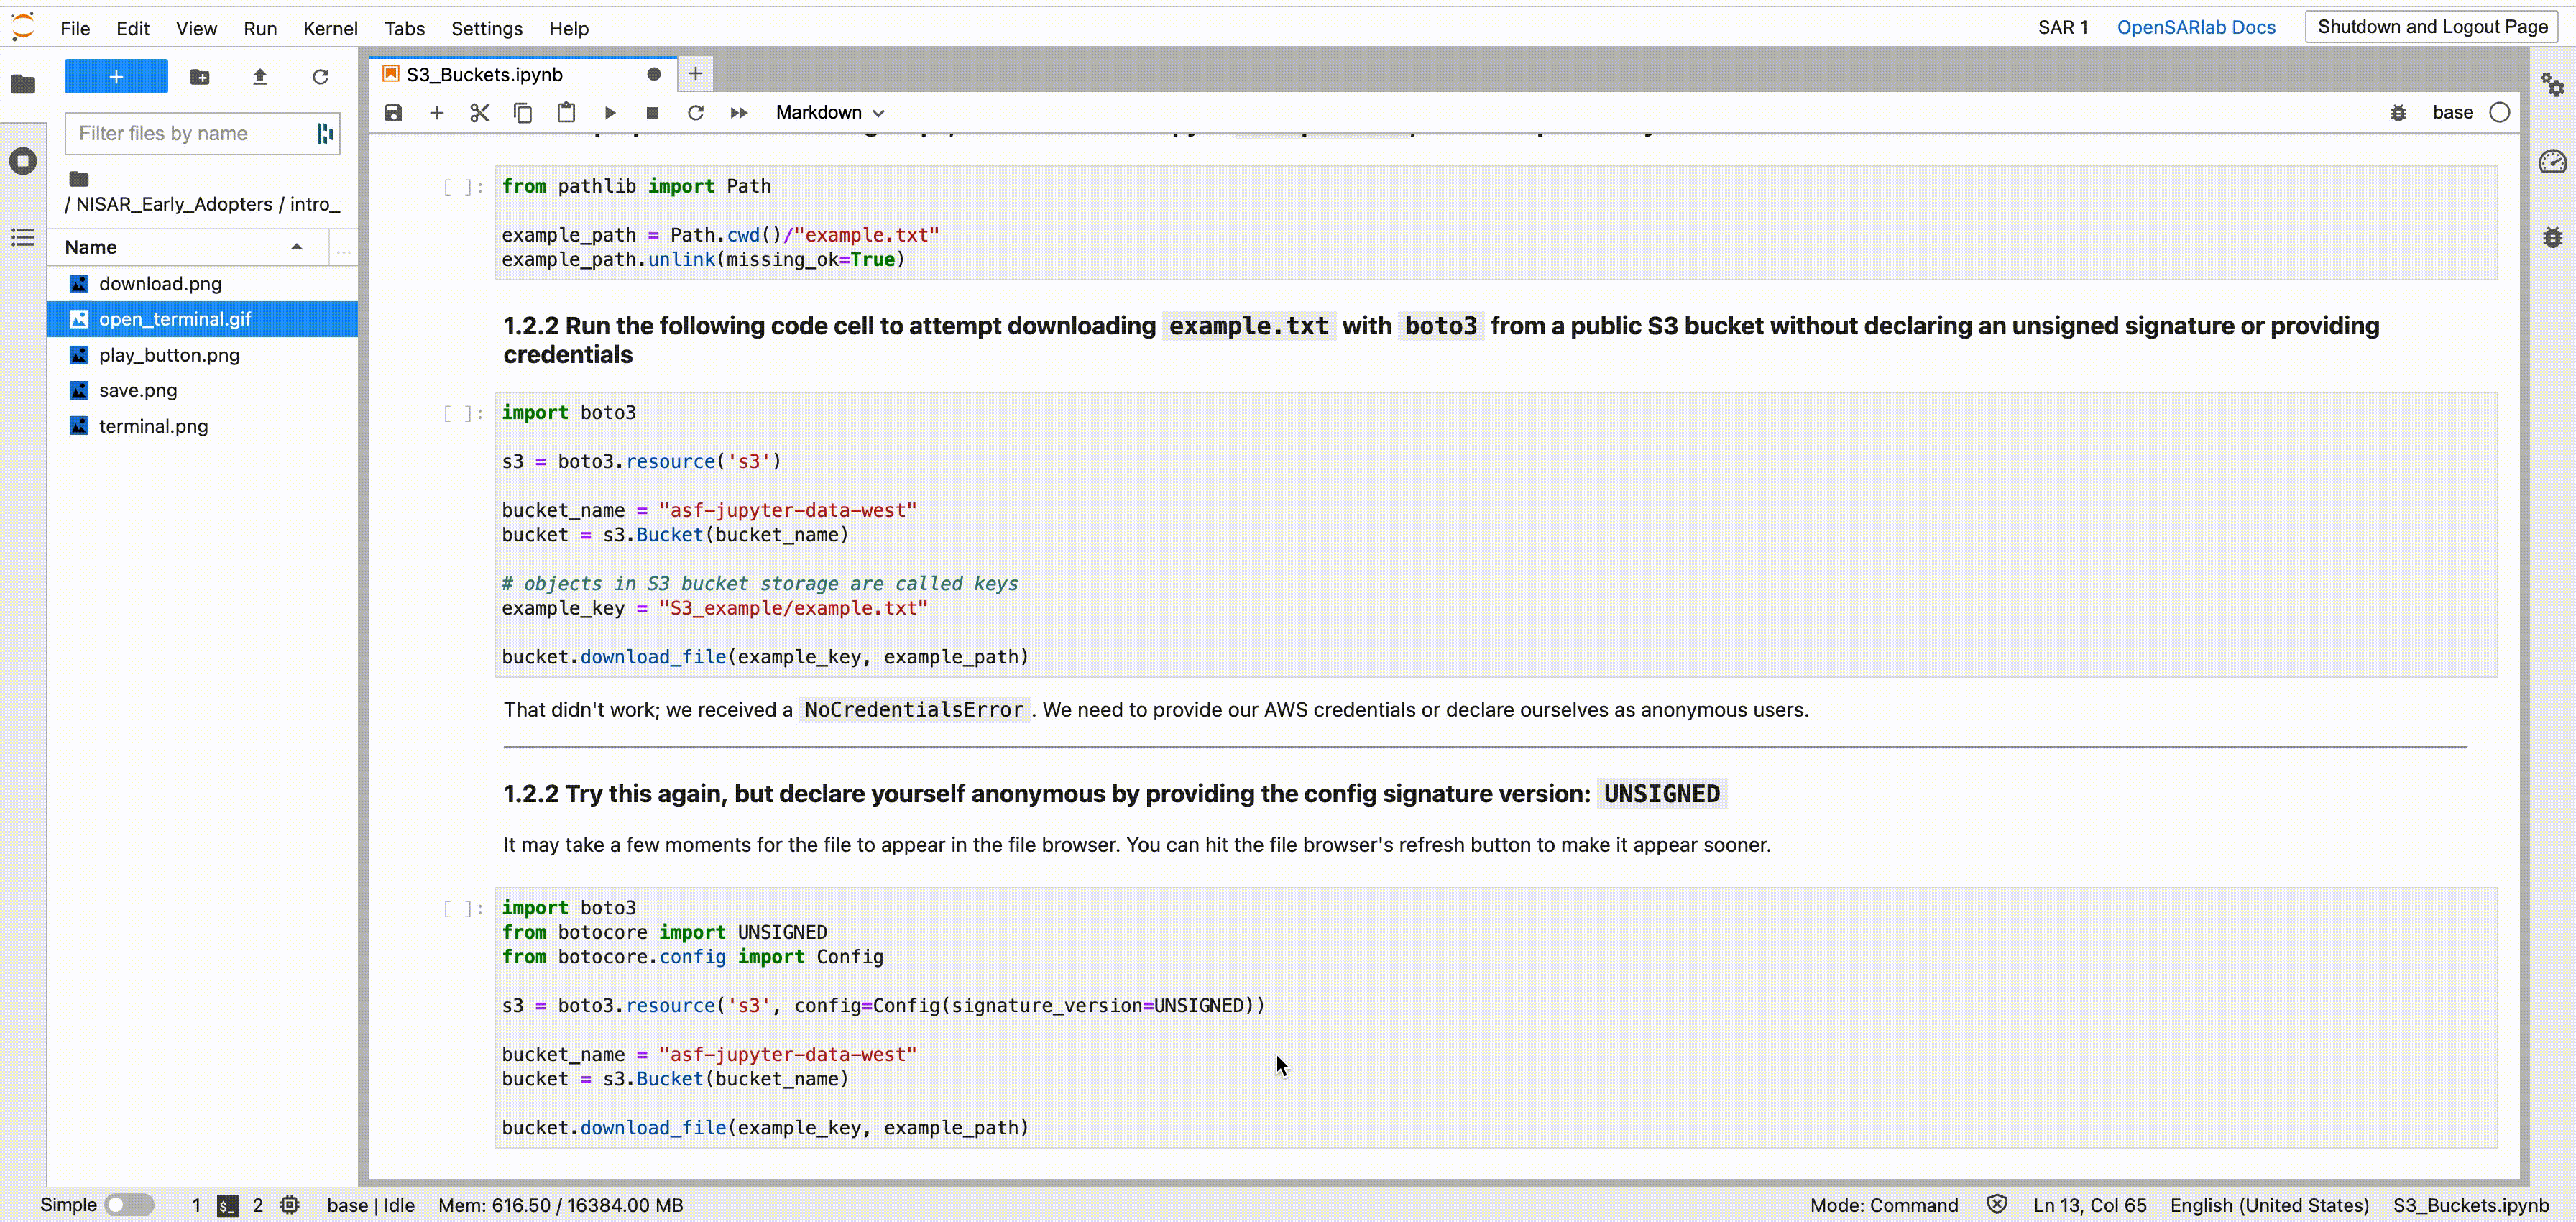 File Edit View Run Kernel Tabs Settings Help SAR 1 OpenSARlab Docs Shutdown and Logout Page
S3_Buckets.ipynb
Markdown
base
Filter files by name
/ NISAR_Early_Adopters / intro_
Name
...
download.png
open_terminal.gif
play_button.png
save.png
terminal.png
[ ]:
from pathlib import Path
example_path = Path.cwd()/"example.txt"
example_path.unlink(missing_ok=True)
1.2.2 Run the following code cell to attempt downloading example.txt with boto3 from a public S3 bucket without declaring an unsigned signature or providing
credentials
[ ]:
import boto3
s3 = boto3.resource('s3')
bucket_name = "asf-jupyter-data-west"
bucket = s3.Bucket(bucket_name)
# objects in S3 bucket storage are called keys
example_key = "S3_example/example.txt"
bucket.download_file(example_key, example_path)
That didn't work; we received a NoCredentialsError. We need to provide our AWS credentials or declare ourselves as anonymous users.
1.2.2 Try this again, but declare yourself anonymous by providing the config signature version: UNSIGNED
It may take a few moments for the file to appear in the file browser. You can hit the file browser's refresh button to make it appear sooner.
[ ]:
import boto3
from botocore import UNSIGNED
from botocore.config import Config
s3 = boto3.resource('s3', config=Config(signature_version=UNSIGNED))
bucket_name = "asf-jupyter-data-west"
bucket = s3.Bucket(bucket_name)
bucket.download_file(example_key, example_path)
Simple 1 $_ 2 base | Idle Mem: 616.50 / 16384.00 MB Mode: Command Ln 13, Col 65 English (United States) S3_Buckets.ipynb